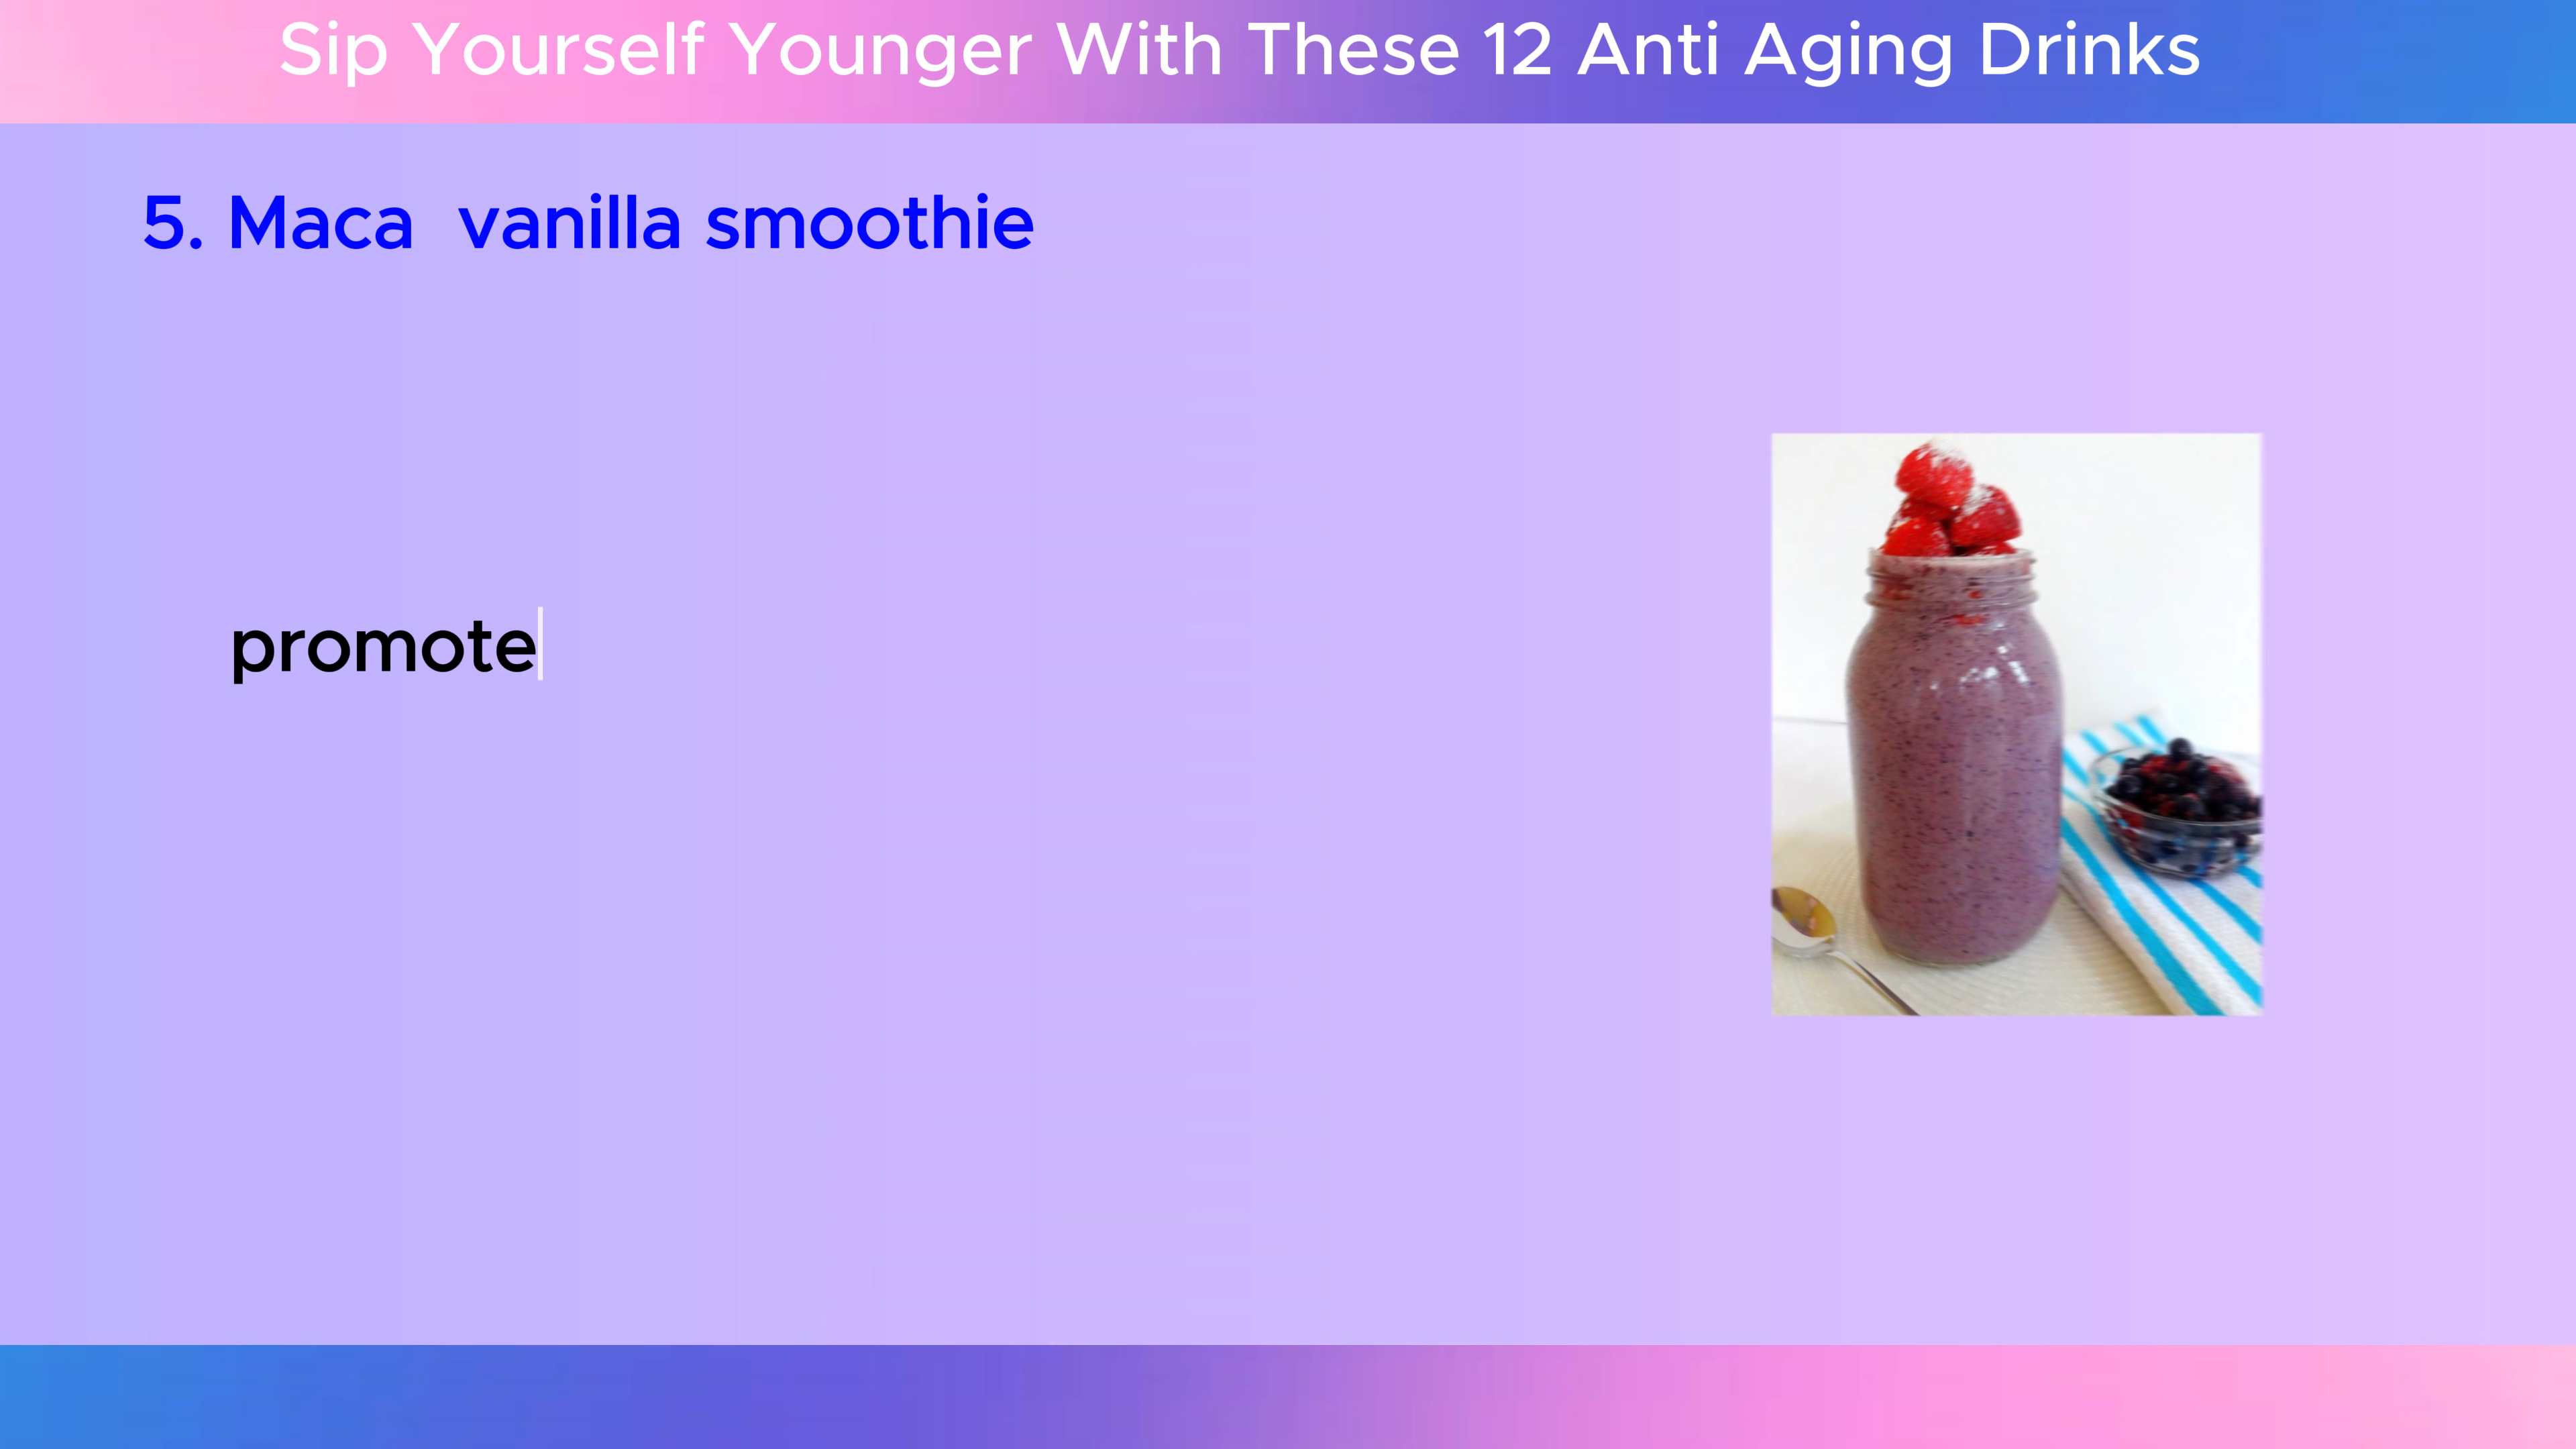 Sip Yourself Younger With These 12 Anti Aging Drinks
5. Maca  vanilla smoothie
promote